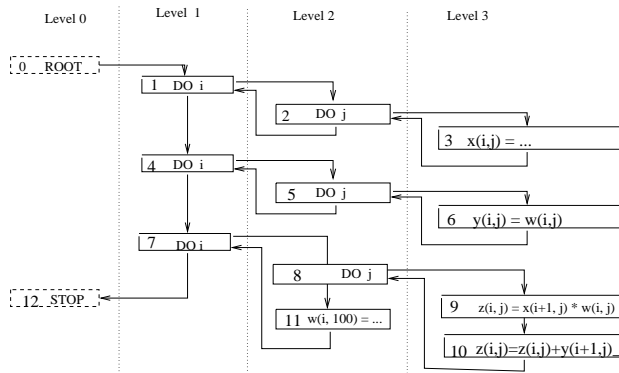 Level 0
Level 1
Level 2
Level 3
0 ROOT
1 DO i
2 DO j
3 x(i,j) = ...
4 DO i
5 DO j
6 y(i,j) = w(i,j)
7 DO i
8 DO j
9 z(i, j) = x(i+1, j) * w(i, j)
12 STOP
11 w(i, 100) = ...
10 z(i,j)=z(i,j)+y(i+1,j)